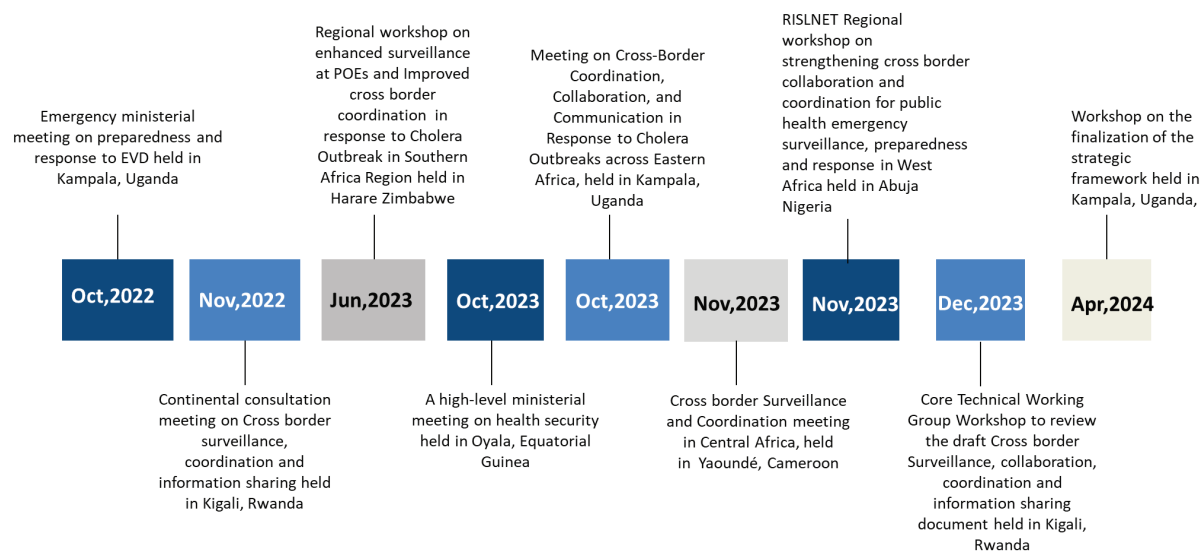 Emergency ministerial
meeting on preparedness and
response to EVD held in
Kampala, Uganda
Regional workshop on
enhanced surveillance
at POEs and Improved
cross border
coordination in
response to Cholera
Outbreak in Southern
Africa Region held in
Harare Zimbabwe
Meeting on Cross-Border
Coordination,
Collaboration, and
Communication in
Response to Cholera
Outbreaks across Eastern
Africa, held in Kampala,
Uganda
RISLNET Regional
workshop on
strengthening cross border
collaboration and
coordination for public
health emergency
surveillance, preparedness
and response in West
Africa held in Abuja
Nigeria
Workshop on the
finalization of the
strategic
framework held in
Kampala, Uganda,
Oct,2022
Nov,2022
Jun,2023
Oct,2023
Oct,2023
Nov,2023
Nov,2023
Dec,2023
Apr,2024
Continental consultation
meeting on Cross border
surveillance,
coordination and
information sharing held
in Kigali, Rwanda
A high-level ministerial
meeting on health security
held in Oyala, Equatorial
Guinea
Cross border Surveillance
and Coordination meeting
in Central Africa, held
in Yaoundé, Cameroon
Core Technical Working
Group Workshop to review
the draft Cross border
Surveillance, collaboration,
coordination and
information sharing
document held in Kigali,
Rwanda